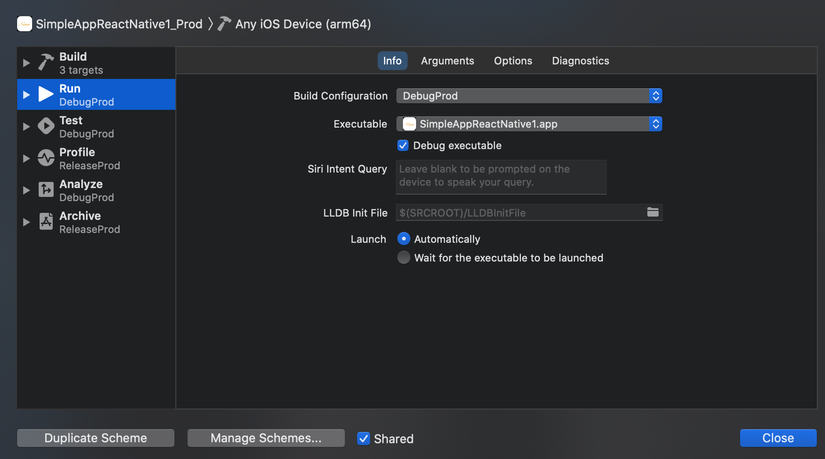 SimpleAppReactNative1_Prod 〉 Any iOS Device (arm64)
Build
3 targets
Run
DebugProd
Test
DebugProd
Profile
ReleaseProd
Analyze
DebugProd
Archive
ReleaseProd
Info Arguments Options Diagnostics
Build Configuration DebugProd
Executable SimpleAppReactNative1.app
Debug executable
Siri Intent Query Leave blank to be prompted on the
device to speak your query.
LLDB Init File $(SRCROOT)/LLDBInitFile
Launch Automatically
Wait for the executable to be launched
Duplicate Scheme Manage Schemes... Shared Close